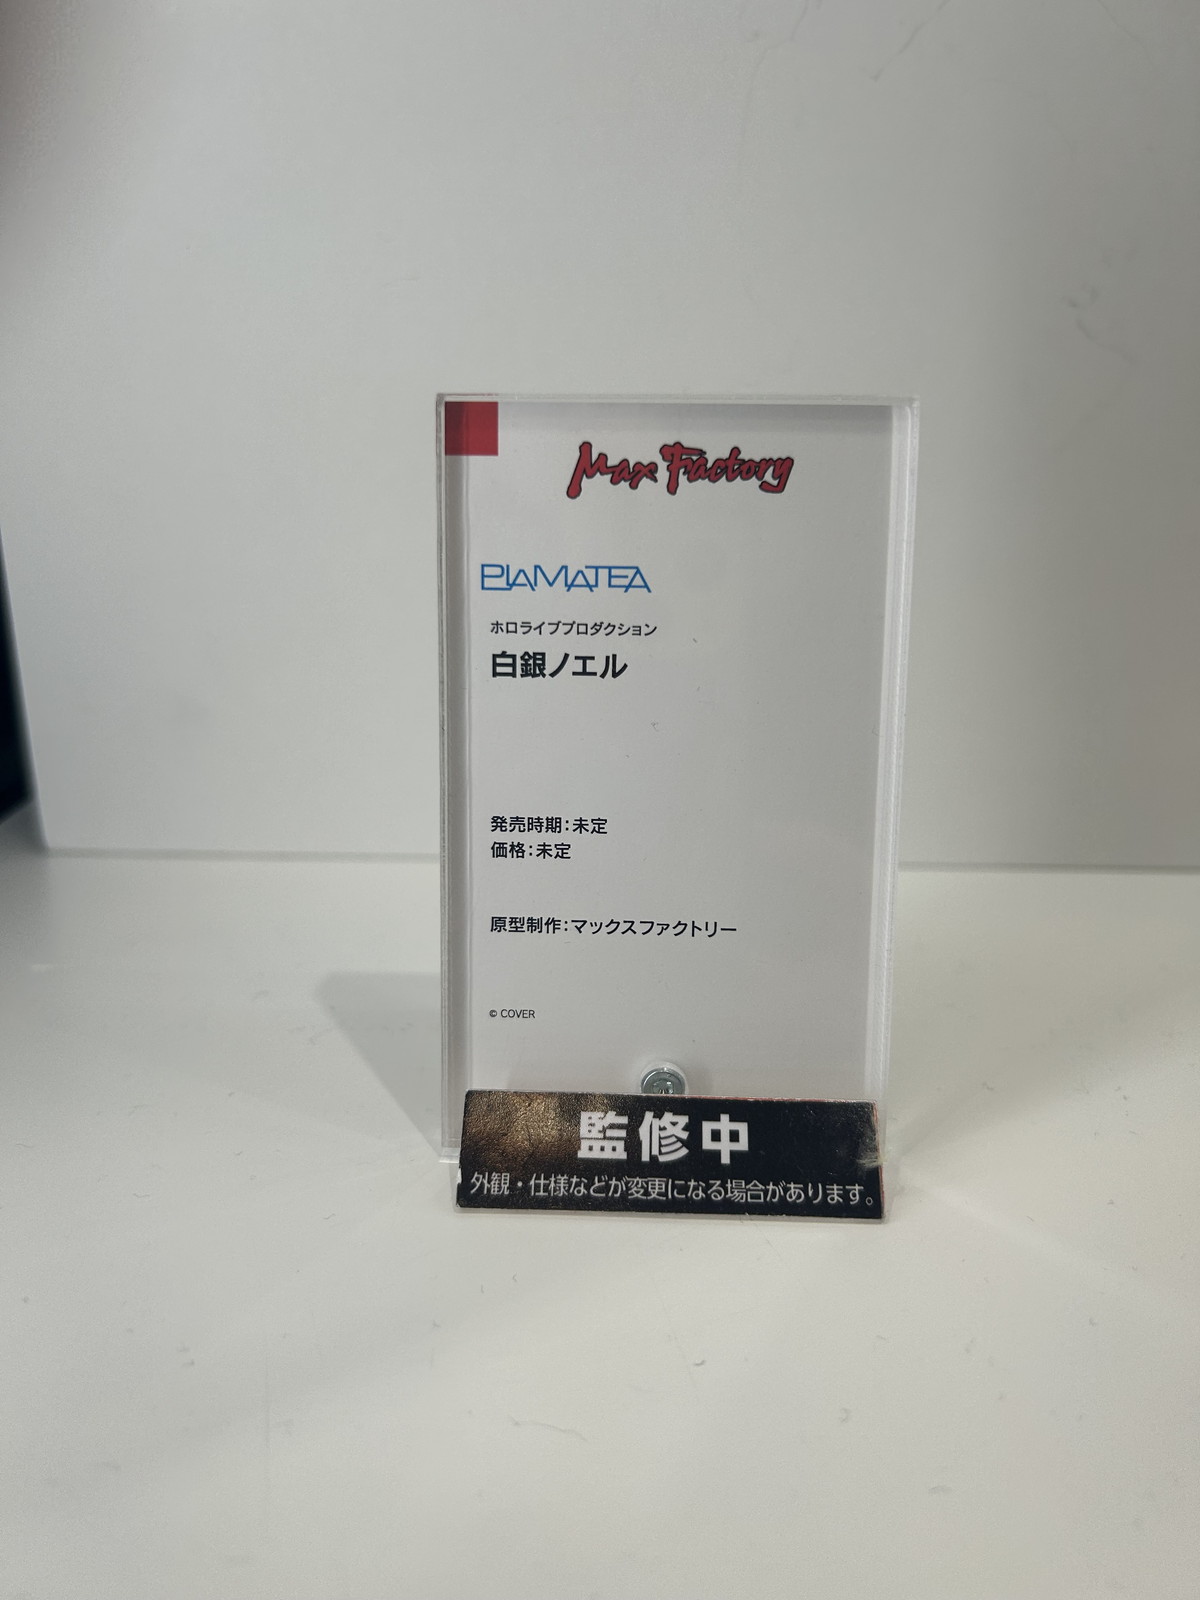 Max Factory
PLAMATEA
ホロライブプロダクション
白銀ノエル
発売時期：未定
価格：未定
原型制作：マックスファクトリー
© COVER
監修中
外観・仕様などが変更になる場合があります。